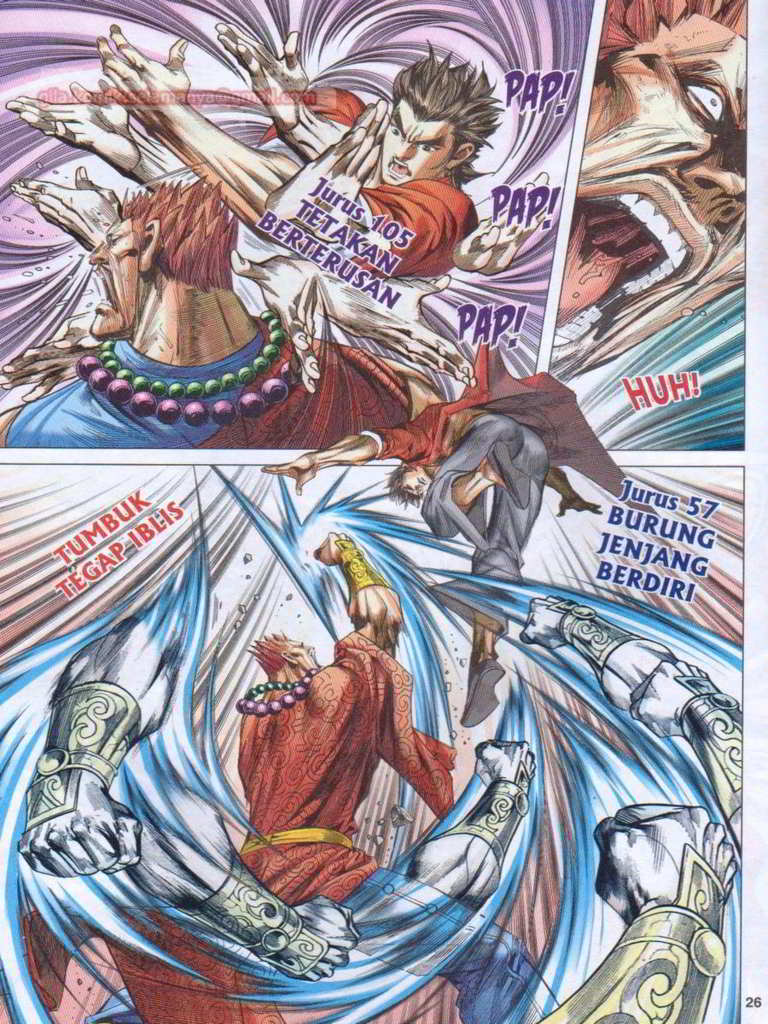 PAP!
Jurus 105
TETAKAN
BERTERUSAN
PAP!
PAP!
HUH!
TUMBUK
TEGAP IBLIS
Jurus 57
BURUNG
JENJANG
BERDIRI
26